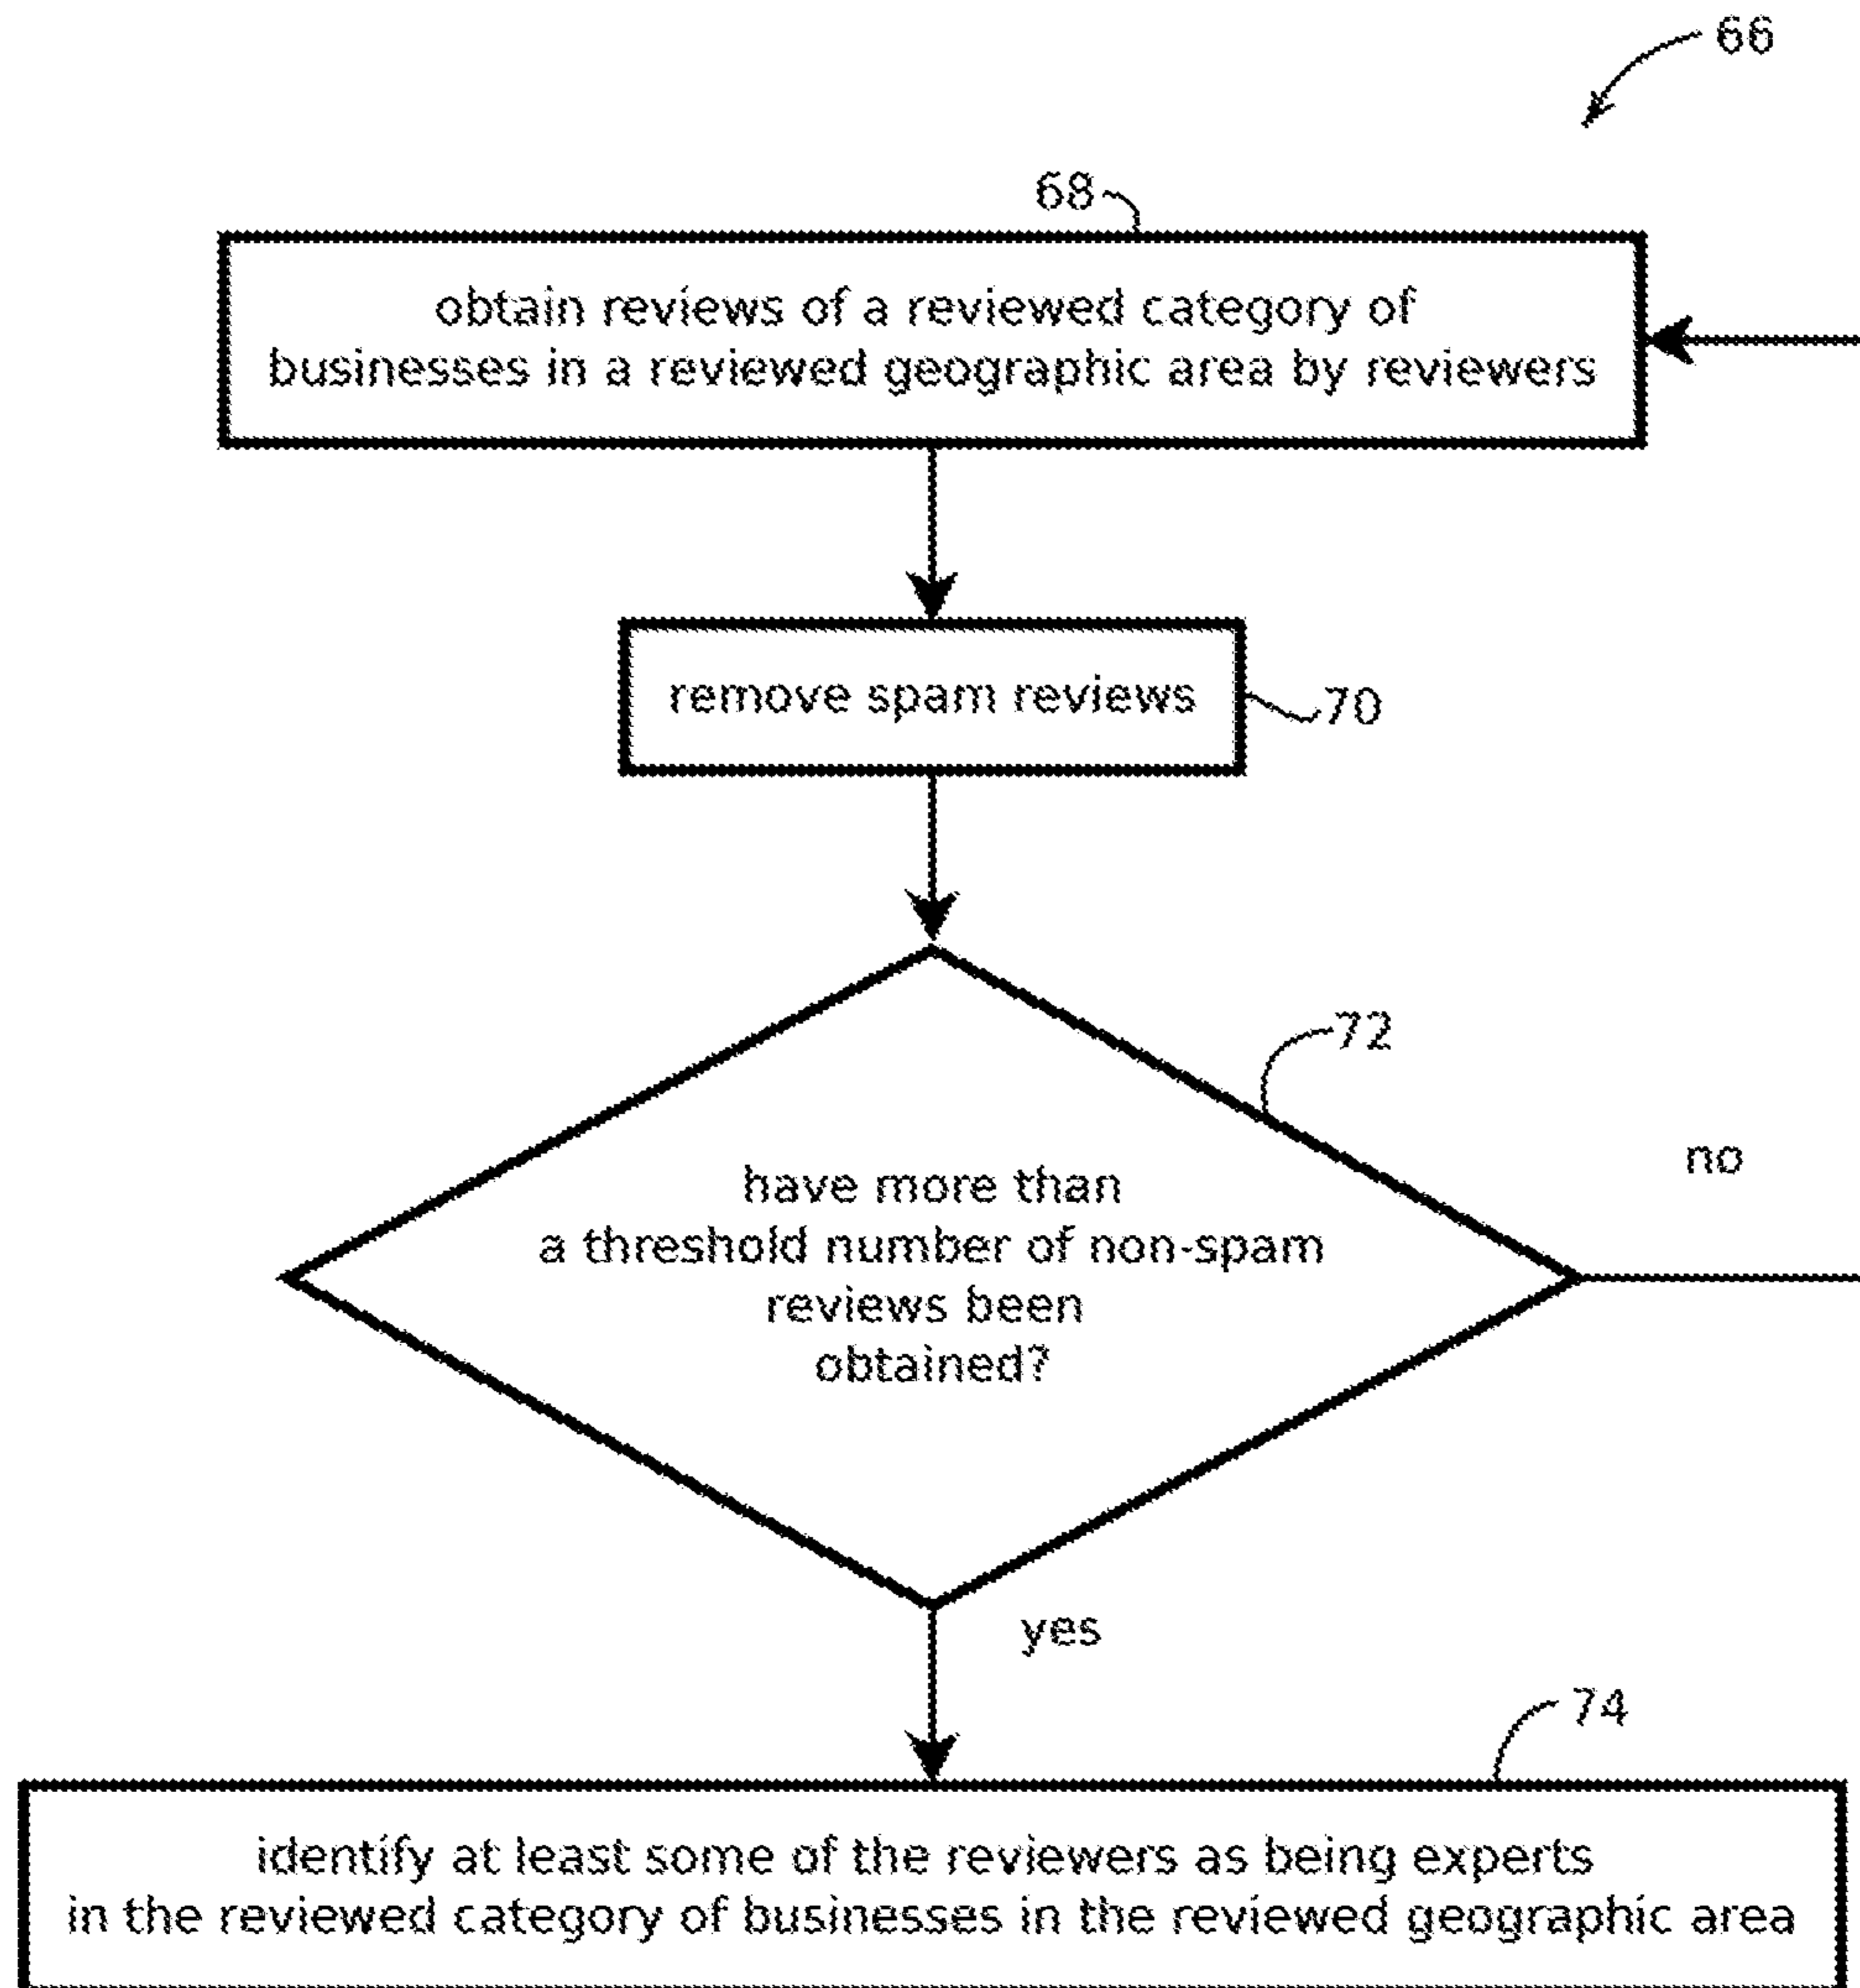 66
68
obtain reviews of a reviewed category of
businesses in a reviewed geographic area by reviewers
remove spam reviews
70
72
no
have more than
a threshold number of non-spam
reviews been
obtained?
yes
74
identify at least some of the reviewers as being experts
in the reviewed category of businesses in the reviewed geographic area